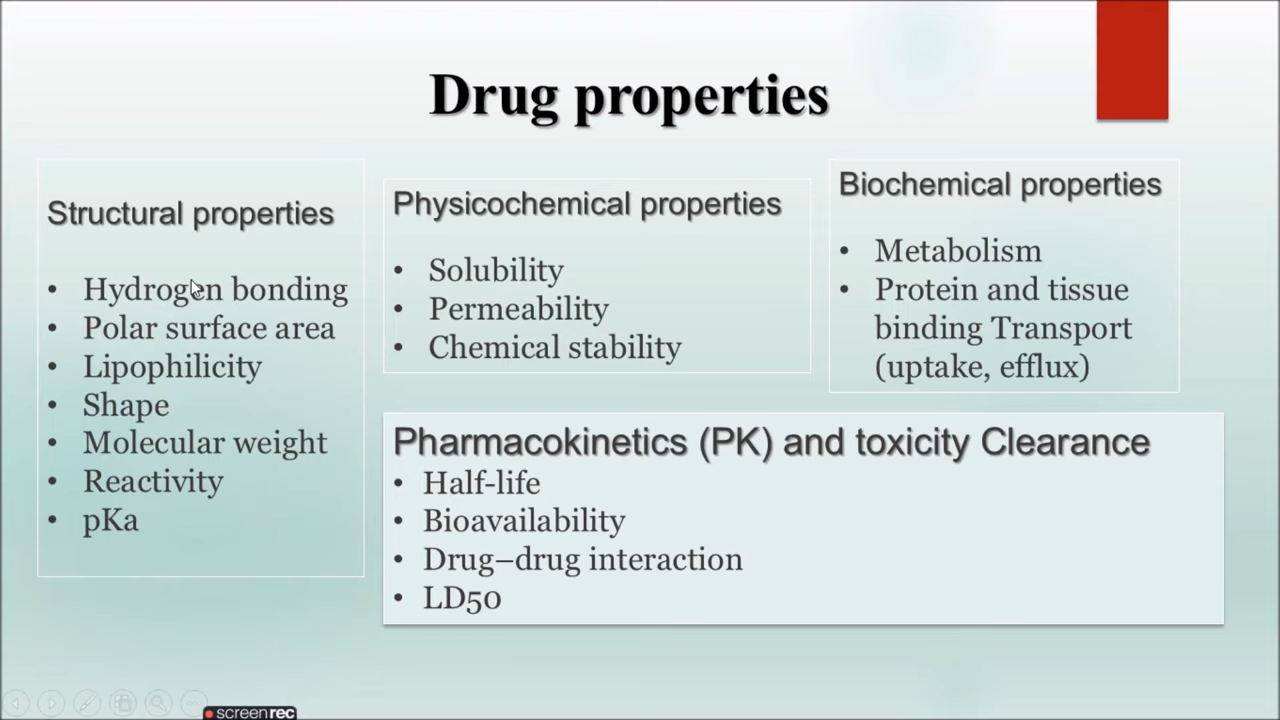 Drug properties
Structural properties
• Hydrogen bonding
• Polar surface area
• Lipophilicity
• Shape
• Molecular weight
• Reactivity
• pKa
Physicochemical properties
• Solubility
• Permeability
• Chemical stability
Biochemical properties
• Metabolism
• Protein and tissue
binding Transport
(uptake, efflux)
Pharmacokinetics (PK) and toxicity Clearance
• Half-life
• Bioavailability
• Drug–drug interaction
• LD50
screenrec